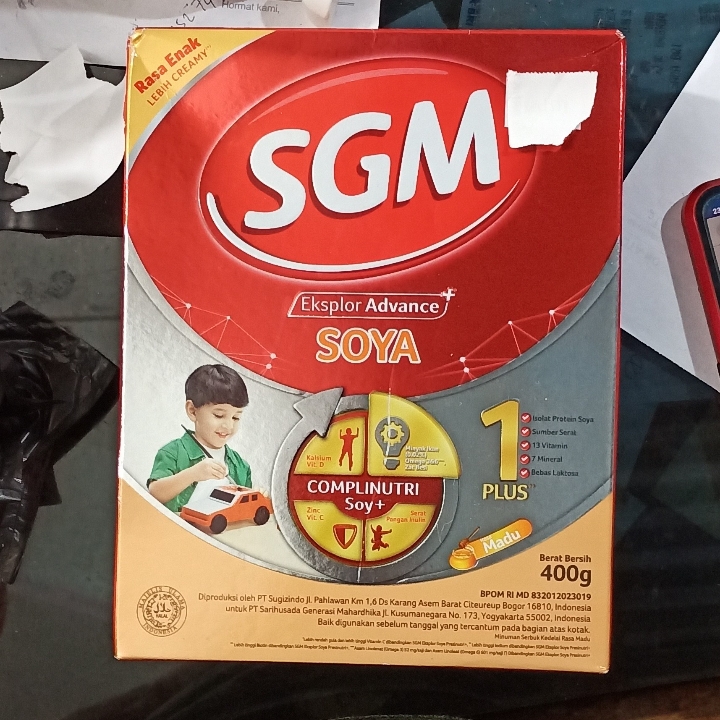 Hormat kami,
Rasa Enak
LEBIH CREAMY
SGM
Eksplor Advance+
SOYA
1
PLUS
Isolat Protein Soya
Sumber Serat
13 Vitamin
7 Mineral
Bebas Laktosa
Kalsium
Vit. D
Minyak Ikan
COMPLINUTRI
Soy+
Zinc
Vit. C
Serat
Pangan Inulin
Madu
Berat Bersih
400g
BPOM RI MD 832012023019
HALAL
INDONESIA
Diproduksi oleh PT Sugizindo Jl. Pahlawan Km 1,6 Ds Karang Asem Barat Citeureup Bogor 16810, Indonesia
untuk PT Sarihusada Generasi Mahardhika Jl. Kusumanegara No. 173, Yogyakarta 55002, Indonesia
Baik digunakan sebelum tanggal yang tercantum pada bagian atas kotak.
Minuman Serbuk Kedelai Rasa Madu